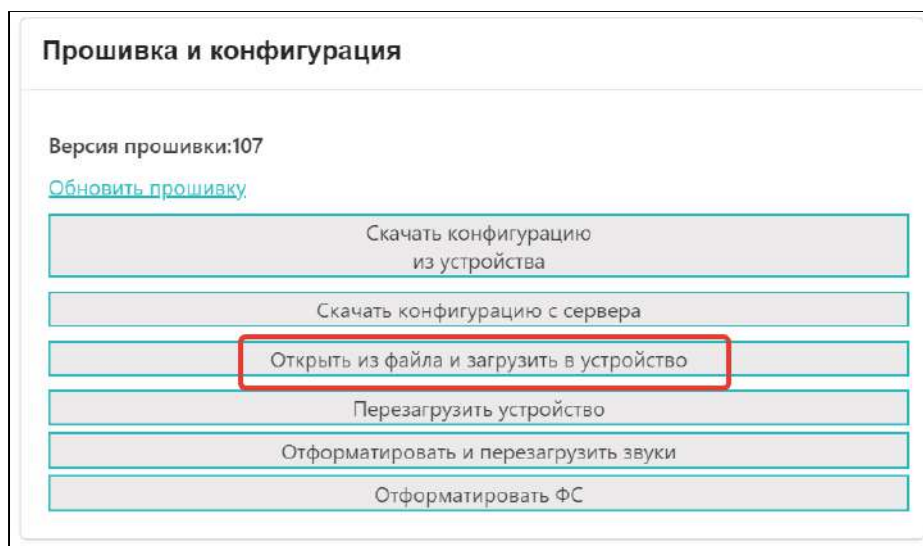 Прошивка и конфигурация
Версия прошивки:107
Обновить прошивку
Скачать конфигурацию
из устройства
Скачать конфигурацию с сервера
Открыть из файла и загрузить в устройство
Перезагрузить устройство
Отформатировать и перезагрузить звуки
Отформатировать ФС